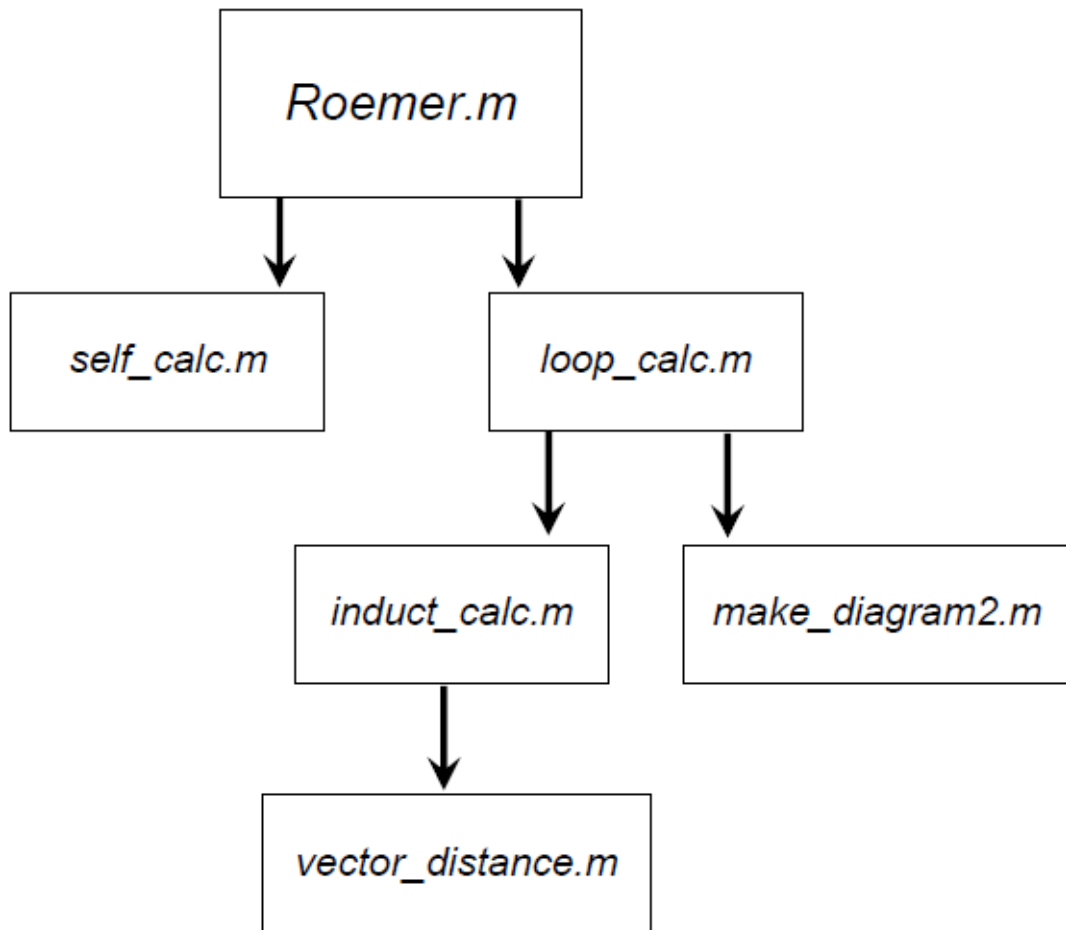 Roemer.m
self_calc.m
loop_calc.m
induct_calc.m
make_diagram2.m
vector_distance.m